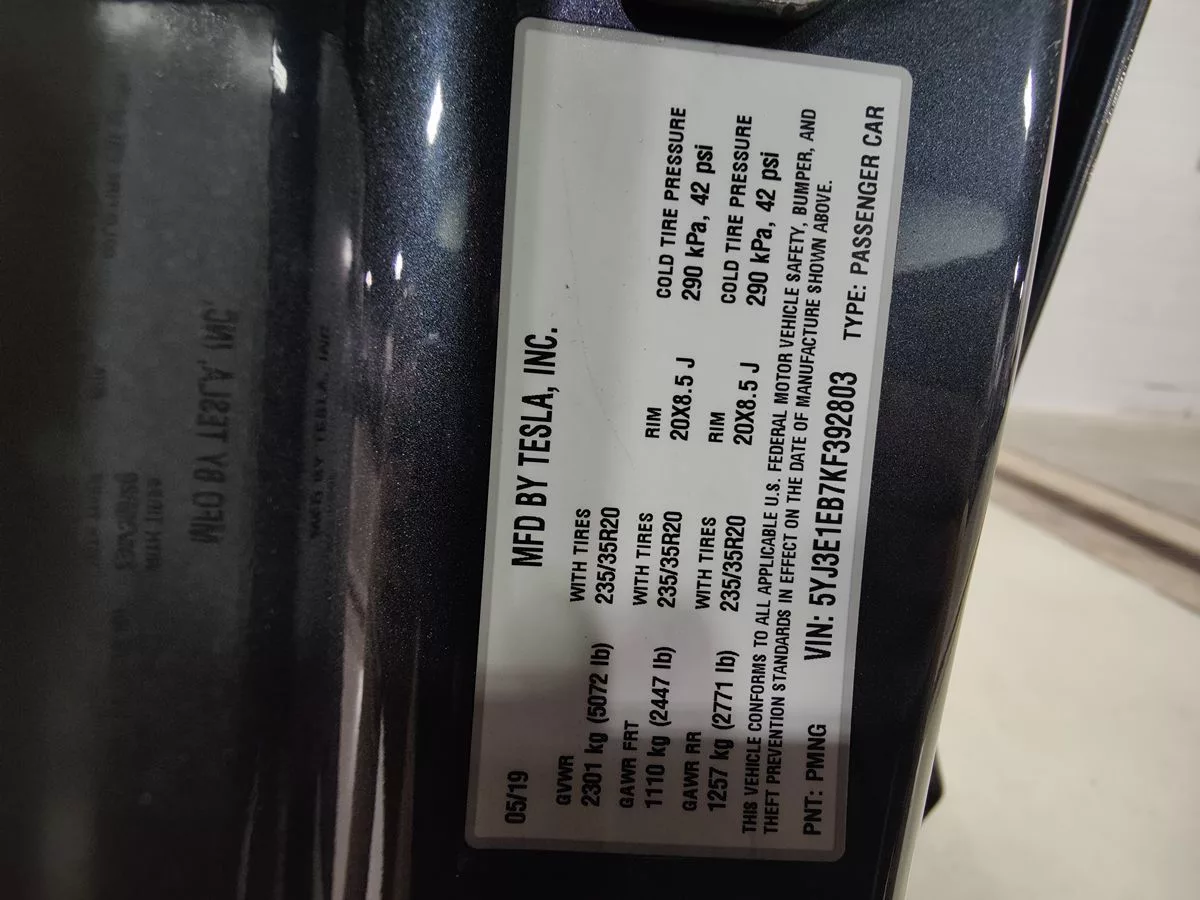 05/19 MFD BY TESLA, INC.
GVWR WITH TIRES
2301 kg (5072 lb) 235/35R20
GAWR FRT WITH TIRES RIM COLD TIRE PRESSURE
1110 kg (2447 lb) 235/35R20 20X8.5 J 290 kPa, 42 psi
GAWR RR WITH TIRES RIM COLD TIRE PRESSURE
1257 kg (2771 lb) 235/35R20 20X8.5 J 290 kPa, 42 psi
THIS VEHICLE CONFORMS TO ALL APPLICABLE U.S. FEDERAL MOTOR VEHICLE SAFETY, BUMPER, AND
THEFT PREVENTION STANDARDS IN EFFECT ON THE DATE OF MANUFACTURE SHOWN ABOVE.
PNT: PMNG VIN: 5YJ3E1EB7KF392803 TYPE: PASSENGER CAR